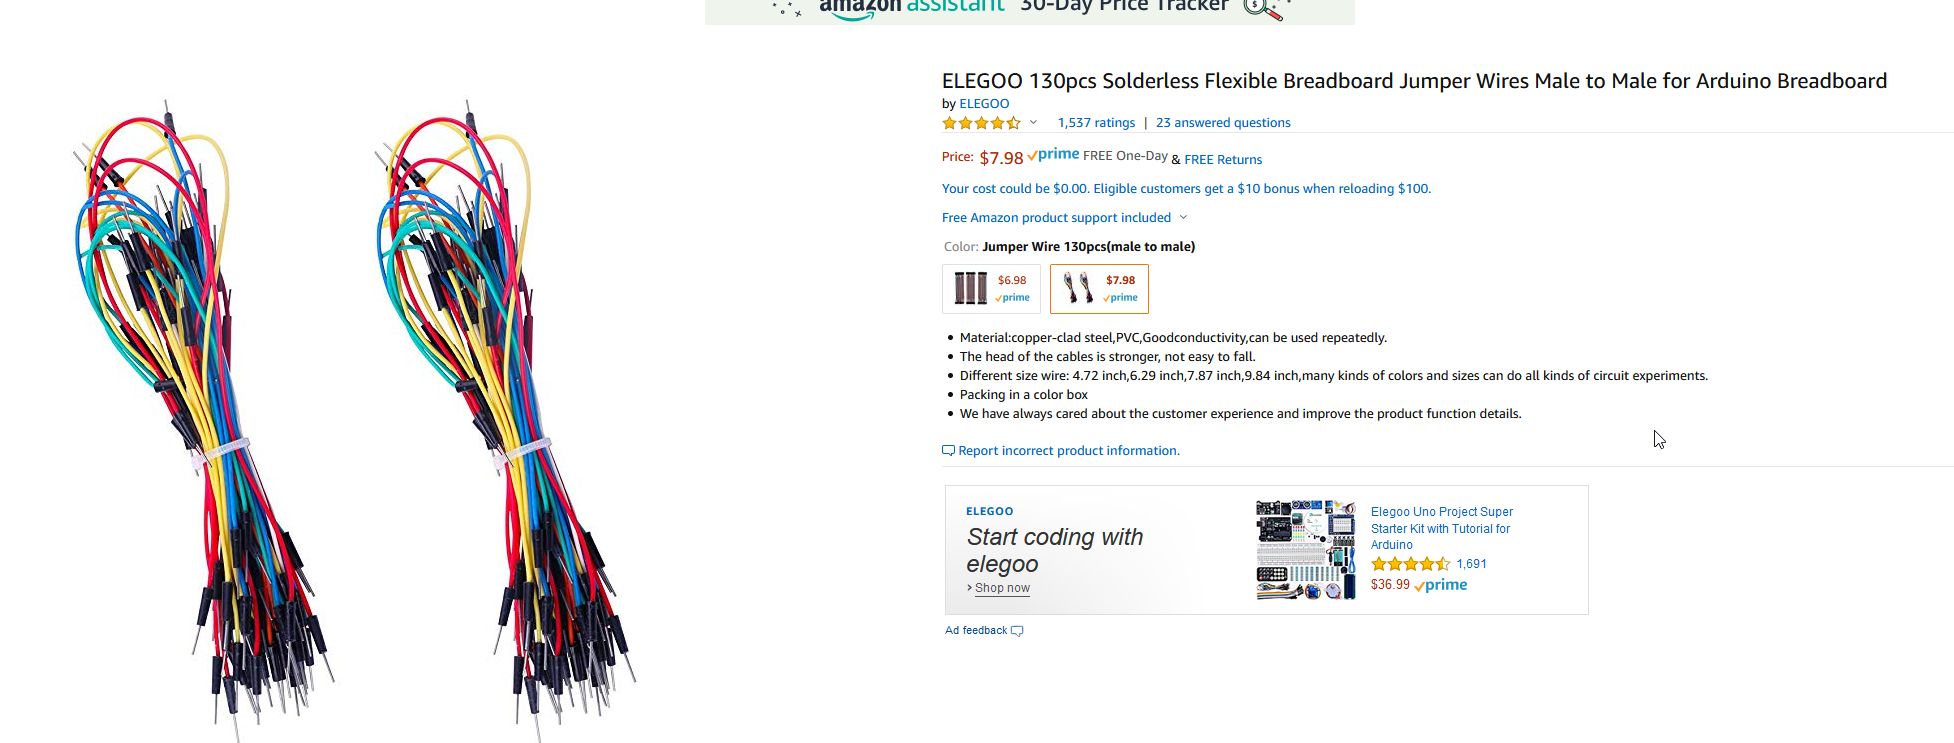 amazon assistant 30-Day Price Tracker
ELEGOO 130pcs Solderless Flexible Breadboard Jumper Wires Male to Male for Arduino Breadboard
by ELEGOO
1,537 ratings | 23 answered questions
Price: $7.98 prime FREE One-Day & FREE Returns
Your cost could be $0.00. Eligible customers get a $10 bonus when reloading $100.
Free Amazon product support included
Color: Jumper Wire 130pcs(male to male)
$6.98 $7.98
prime prime
• Material:copper-clad steel,PVC,Goodconductivity,can be used repeatedly.
• The head of the cables is stronger, not easy to fall.
• Different size wire: 4.72 inch,6.29 inch,7.87 inch,9.84 inch,many kinds of colors and sizes can do all kinds of circuit experiments.
• Packing in a color box
• We have always cared about the customer experience and improve the product function details.
Report incorrect product information.
ELEGOO
Start coding with
elegoo
› Shop now
Elegoo Uno Project Super
Starter Kit with Tutorial for
Arduino
1,691
$36.99 prime
Ad feedback